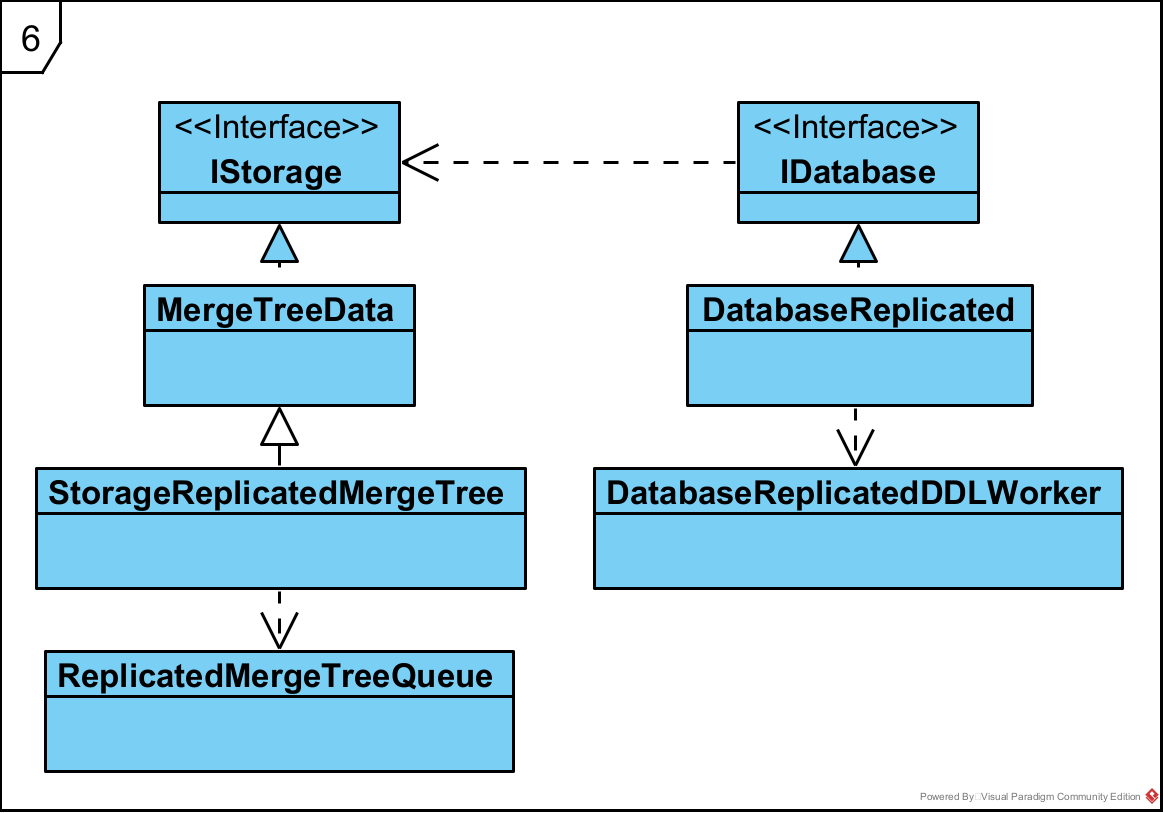 6
<<Interface>>
IStorage
<<Interface>>
IDatabase
MergeTreeData
DatabaseReplicated
StorageReplicatedMergeTree
DatabaseReplicatedDDLWorker
ReplicatedMergeTreeQueue
Powered By Visual Paradigm Community Edition